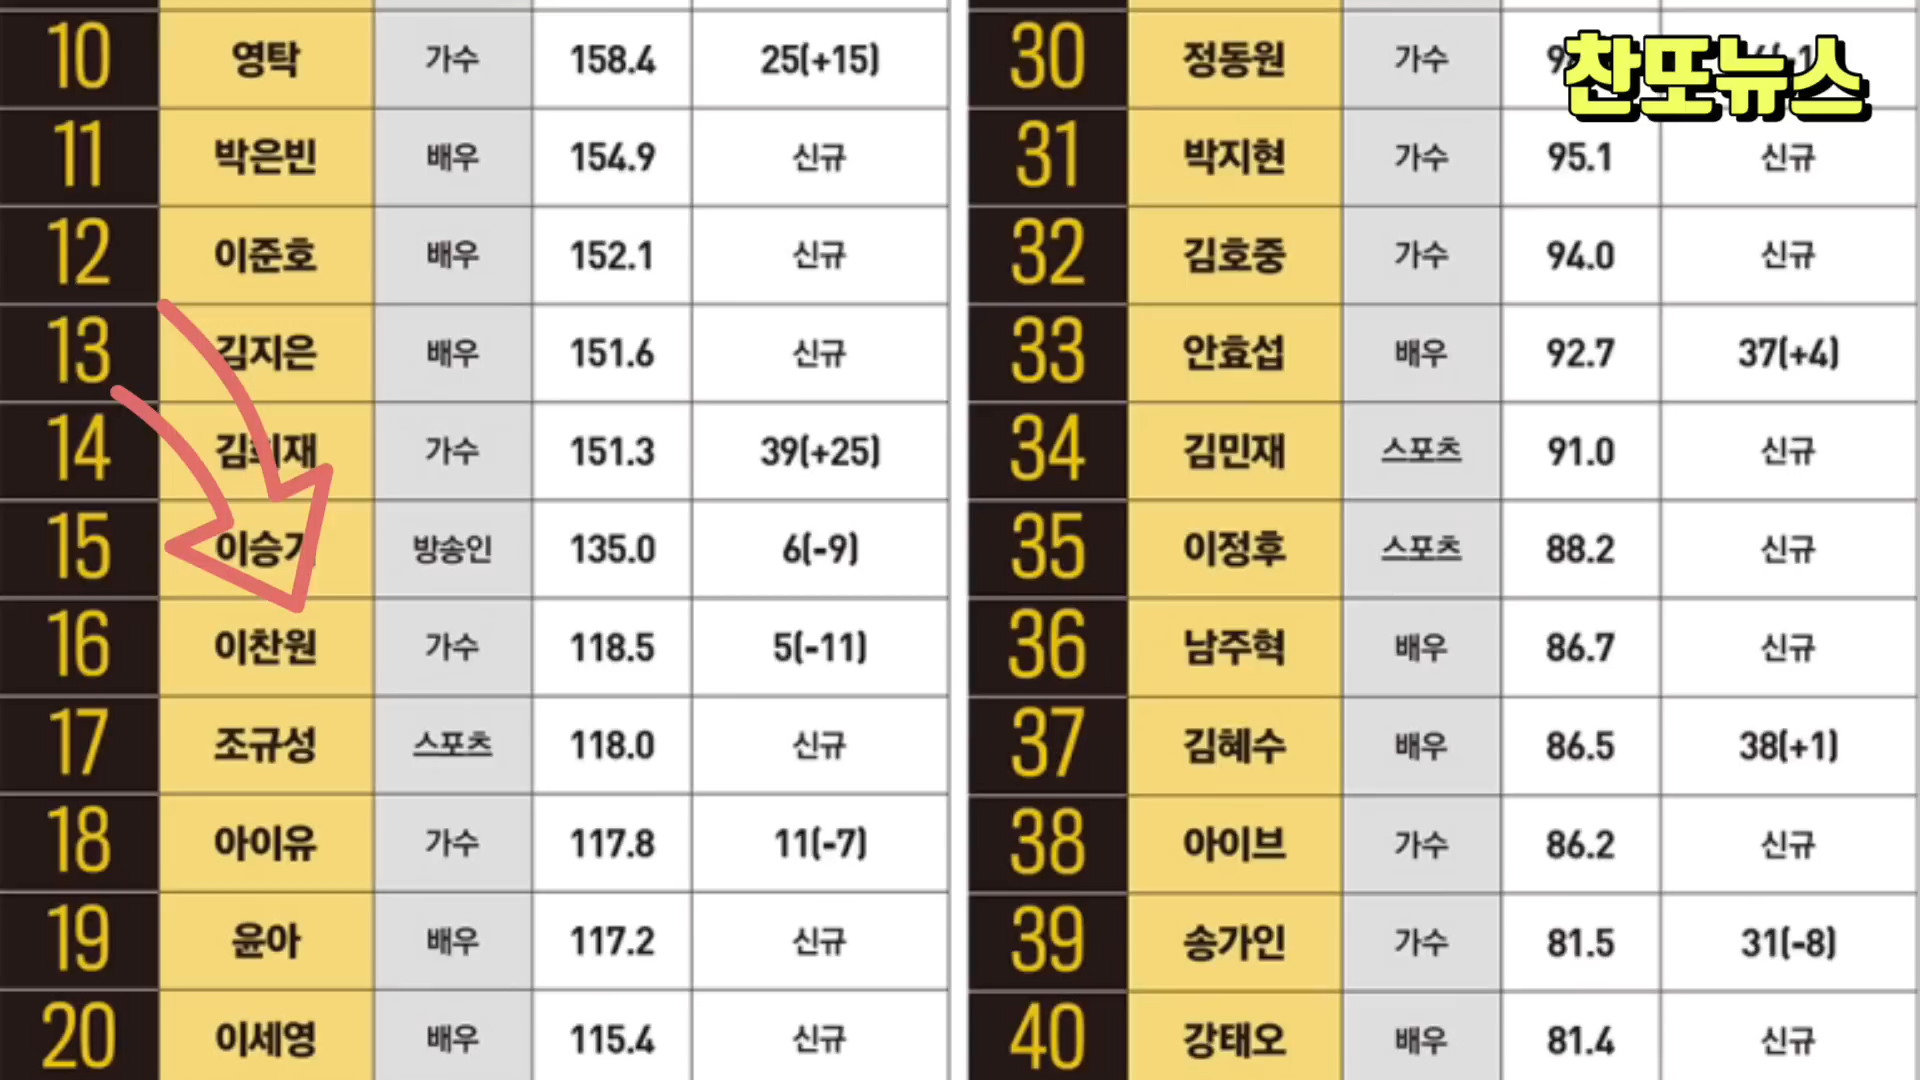 찬또뉴스
10 영탁 가수 158.4 25(+15)
11 박은빈 배우 154.9 신규
12 이준호 배우 152.1 신규
13 김지은 배우 151.6 신규
14 김희재 가수 151.3 39(+25)
15 이승기 방송인 135.0 6(-9)
16 이찬원 가수 118.5 5(-11)
17 조규성 스포츠 118.0 신규
18 아이유 가수 117.8 11(-7)
19 윤아 배우 117.2 신규
20 이세영 배우 115.4 신규
30 정동원 가수
31 박지현 가수 95.1 신규
32 김호중 가수 94.0 신규
33 안효섭 배우 92.7 37(+4)
34 김민재 스포츠 91.0 신규
35 이정후 스포츠 88.2 신규
36 남주혁 배우 86.7 신규
37 김혜수 배우 86.5 38(+1)
38 아이브 가수 86.2 신규
39 송가인 가수 81.5 31(-8)
40 강태오 배우 81.4 신규